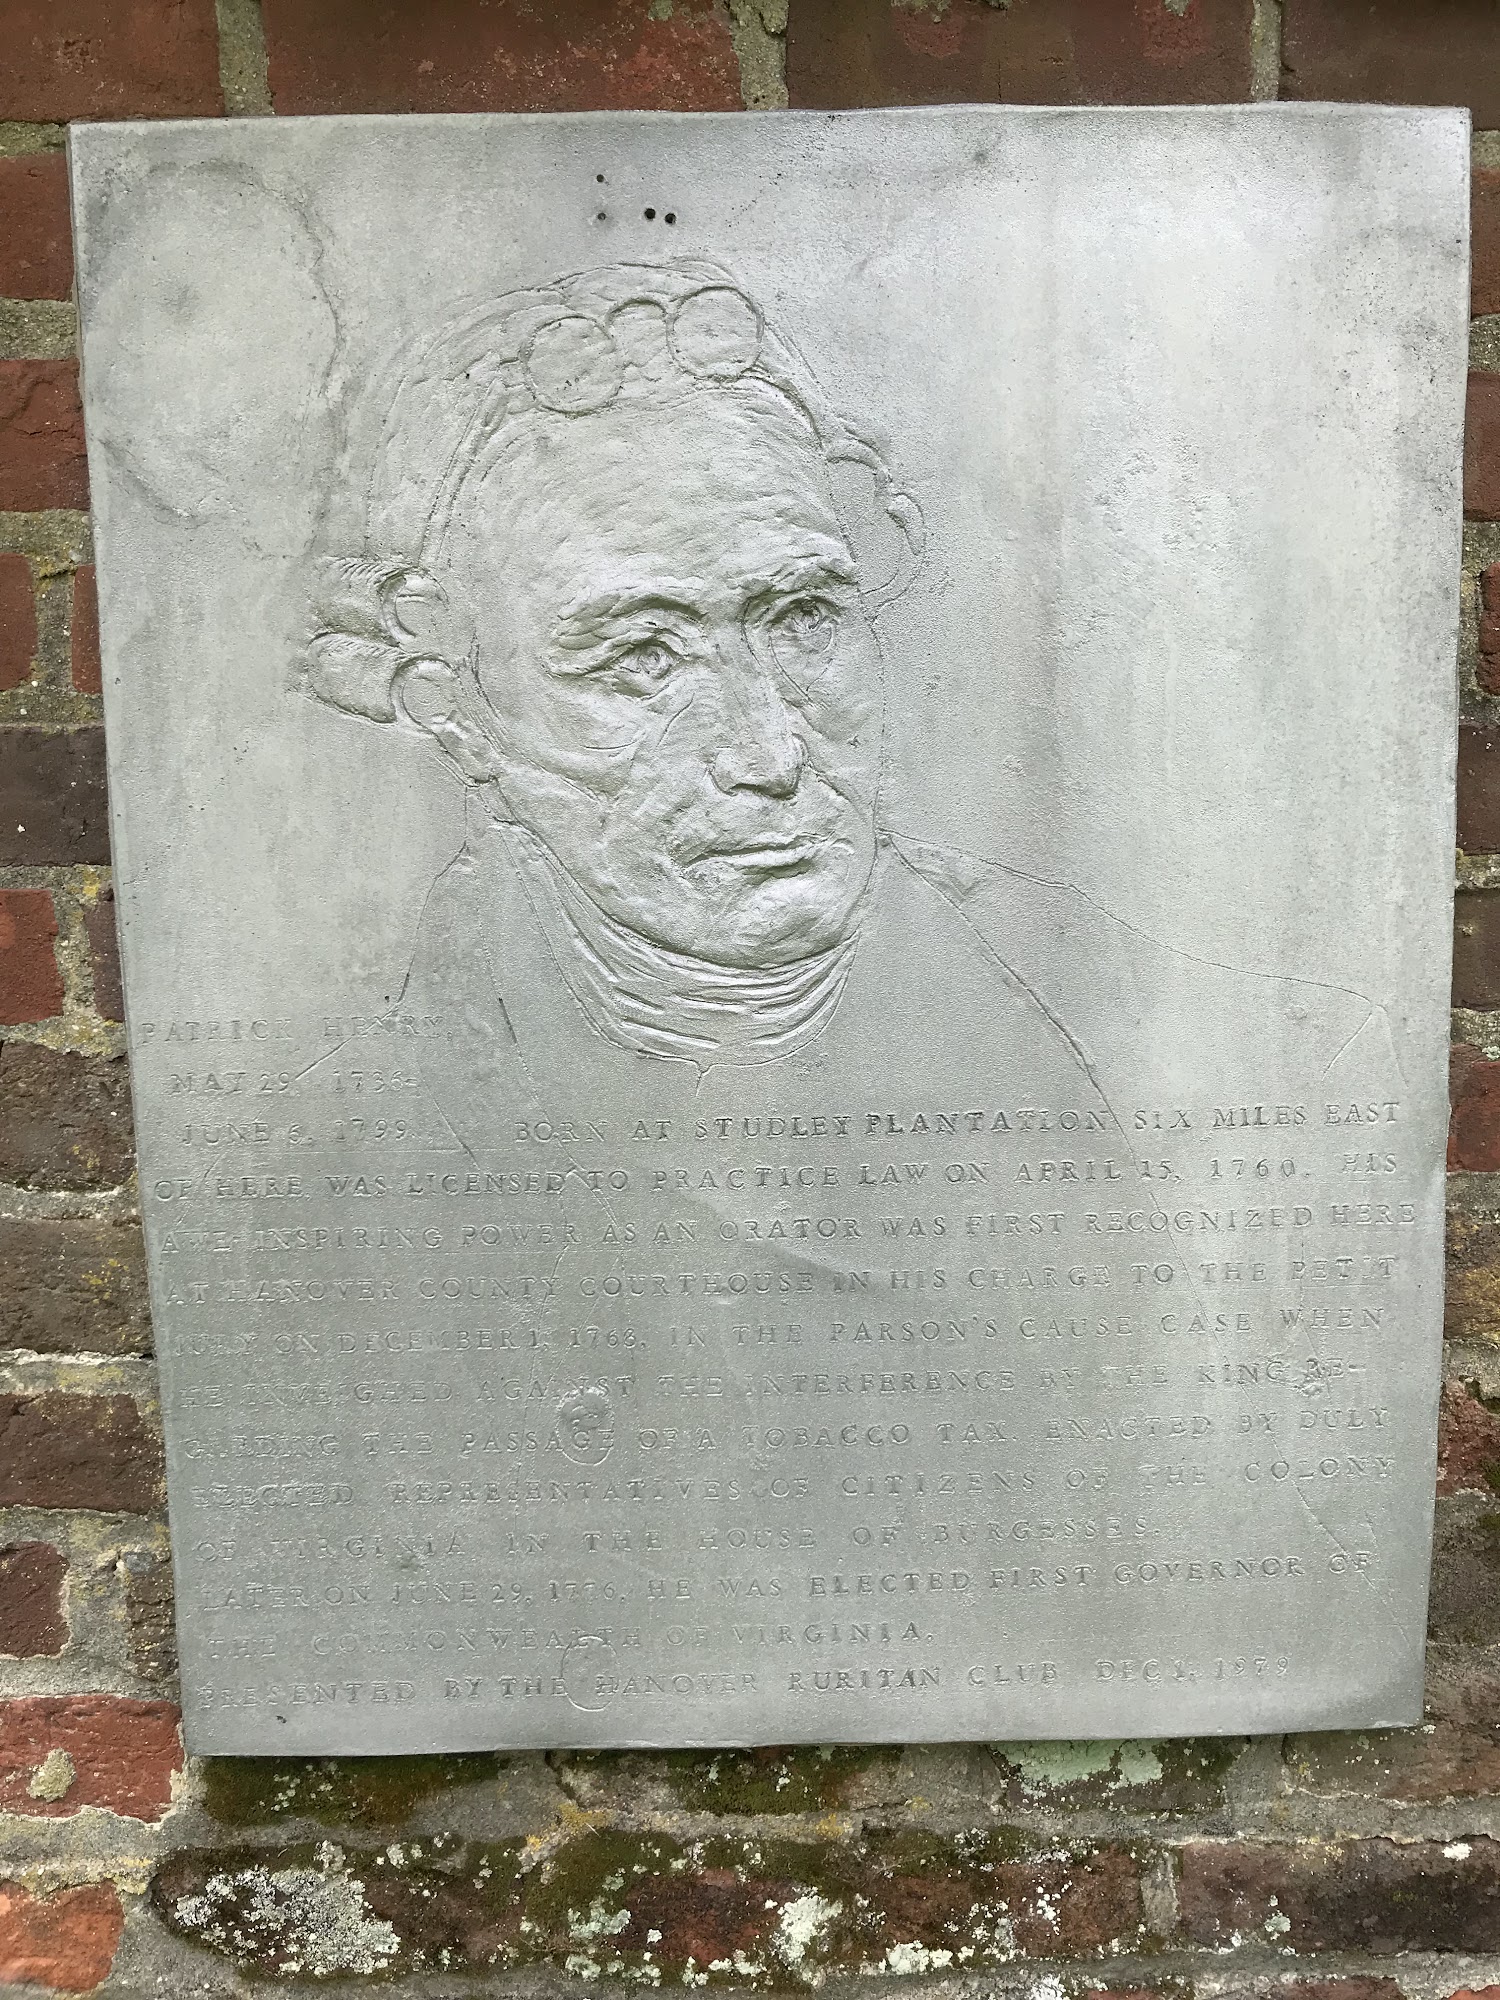 PATRICK HENRY,
MAY 29 1736-
JUNE 6, 1799. BORN AT STUDLEY PLANTATION SIX MILES EAST
OF HERE WAS LICENSED TO PRACTICE LAW ON APRIL 15, 1760. HIS
AWE-INSPIRING POWER AS AN ORATOR WAS FIRST RECOGNIZED HERE
AT HANOVER COUNTY COURTHOUSE IN HIS CHARGE TO THE PETIT
JURY ON DECEMBER 1, 1763, IN THE PARSON'S CAUSE CASE WHEN
HE INVEIGHED AGAINST THE INTERFERENCE BY THE KING RE-
GARDING THE PASSAGE OF A TOBACCO TAX. ENACTED BY DULY
ELECTED REPRESENTATIVES OF CITIZENS OF THE COLONY
OF VIRGINIA IN THE HOUSE OF BURGESSES.
LATER ON JUNE 29, 1776, HE WAS ELECTED FIRST GOVERNOR OF
THE COMMONWEALTH OF VIRGINIA.
PRESENTED BY THE HANOVER RURITAN CLUB DEC 1, 1979